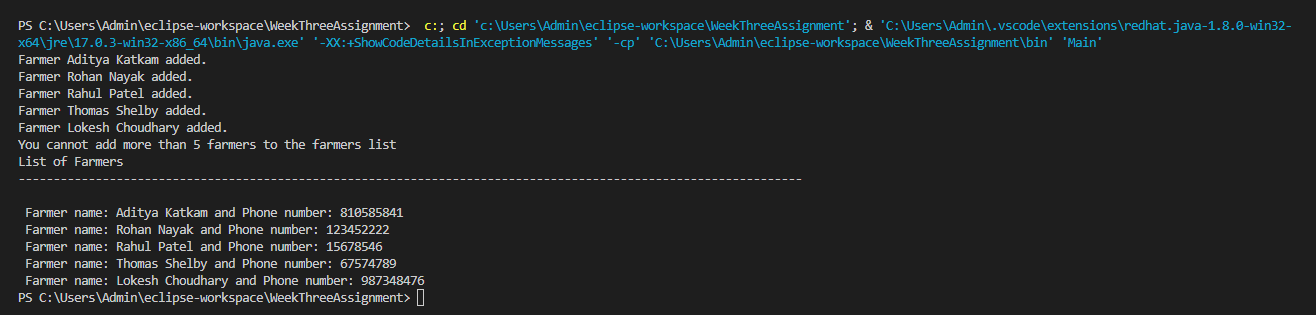 PS C:\Users\Admin\eclipse-workspace\WeekThreeAssignment>  c:; cd 'c:\Users\Admin\eclipse-workspace\WeekThreeAssignment'; & 'C:\Users\Admin\.vscode\extensions\redhat.java-1.8.0-win32-
x64\jre\17.0.3-win32-x86_64\bin\java.exe' '-XX:+ShowCodeDetailsInExceptionMessages' '-cp' 'C:\Users\Admin\eclipse-workspace\WeekThreeAssignment\bin' 'Main'
Farmer Aditya Katkam added.
Farmer Rohan Nayak added.
Farmer Rahul Patel added.
Farmer Thomas Shelby added.
Farmer Lokesh Choudhary added.
You cannot add more than 5 farmers to the farmers list
List of Farmers
----------------------------------------------------------------------------------------------------------------
Farmer name: Aditya Katkam and Phone number: 810585841
Farmer name: Rohan Nayak and Phone number: 123452222
Farmer name: Rahul Patel and Phone number: 15678546
Farmer name: Thomas Shelby and Phone number: 67574789
Farmer name: Lokesh Choudhary and Phone number: 987348476
PS C:\Users\Admin\eclipse-workspace\WeekThreeAssignment>